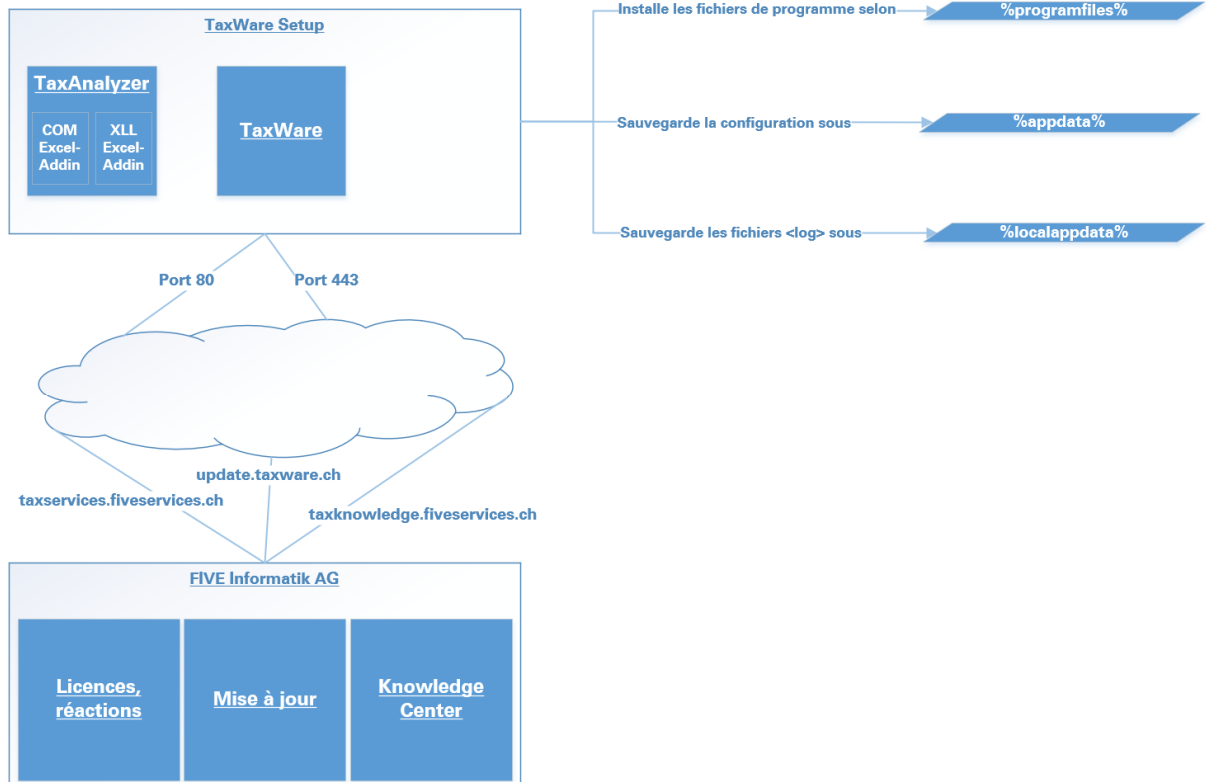 TaxWare Setup
TaxAnalyzer
COM
Excel-
Addin
XLL
Excel-
Addin
TaxWare
Installe les fichiers de programme selon
%programfiles%
Sauvegarde la configuration sous
%appdata%
Sauvegarde les fichiers <log> sous
%localappdata%
Port 80
Port 443
update.taxware.ch
taxservices.fiveservices.ch
taxknowledge.fiveservices.ch
FIVE Informatik AG
Licences,
réactions
Mise à jour
Knowledge
Center